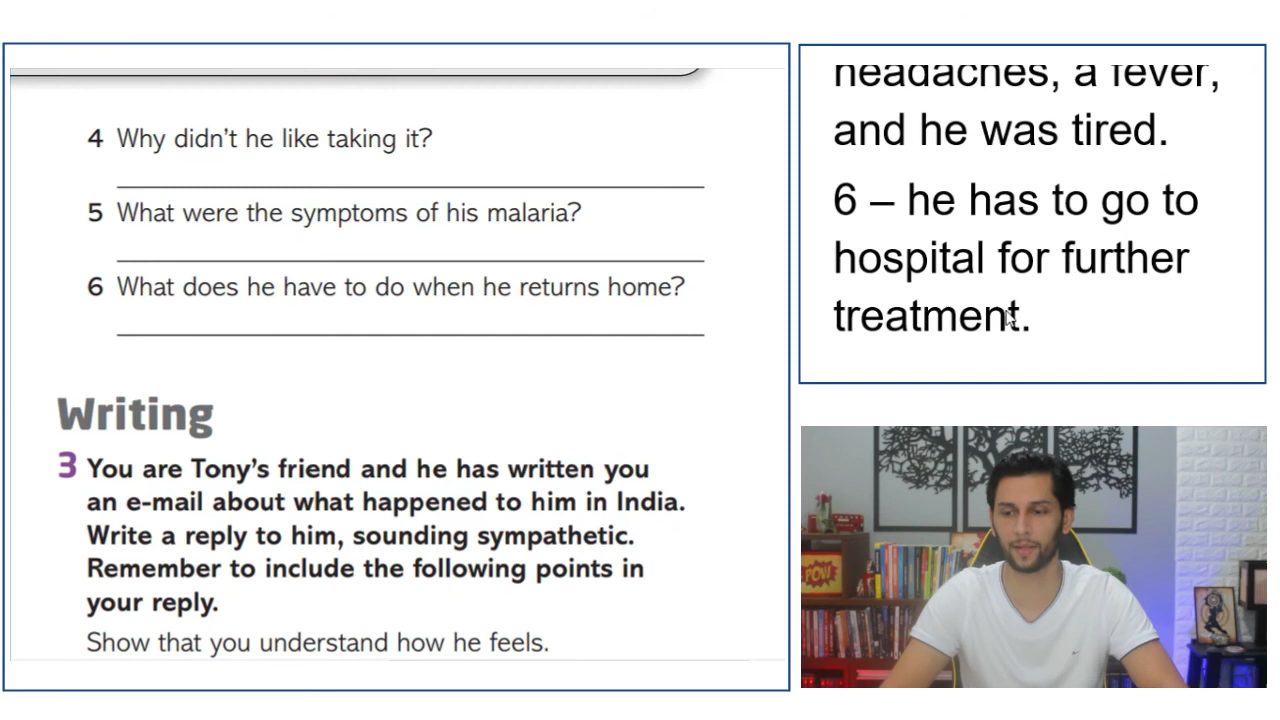 4 Why didn't he like taking it?
5 What were the symptoms of his malaria?
6 What does he have to do when he returns home?
Writing
3 You are Tony's friend and he has written you
an e-mail about what happened to him in India.
Write a reply to him, sounding sympathetic.
Remember to include the following points in
your reply.
Show that you understand how he feels.
headaches, a fever,
and he was tired.
6 – he has to go to
hospital for further
treatment.
POW!